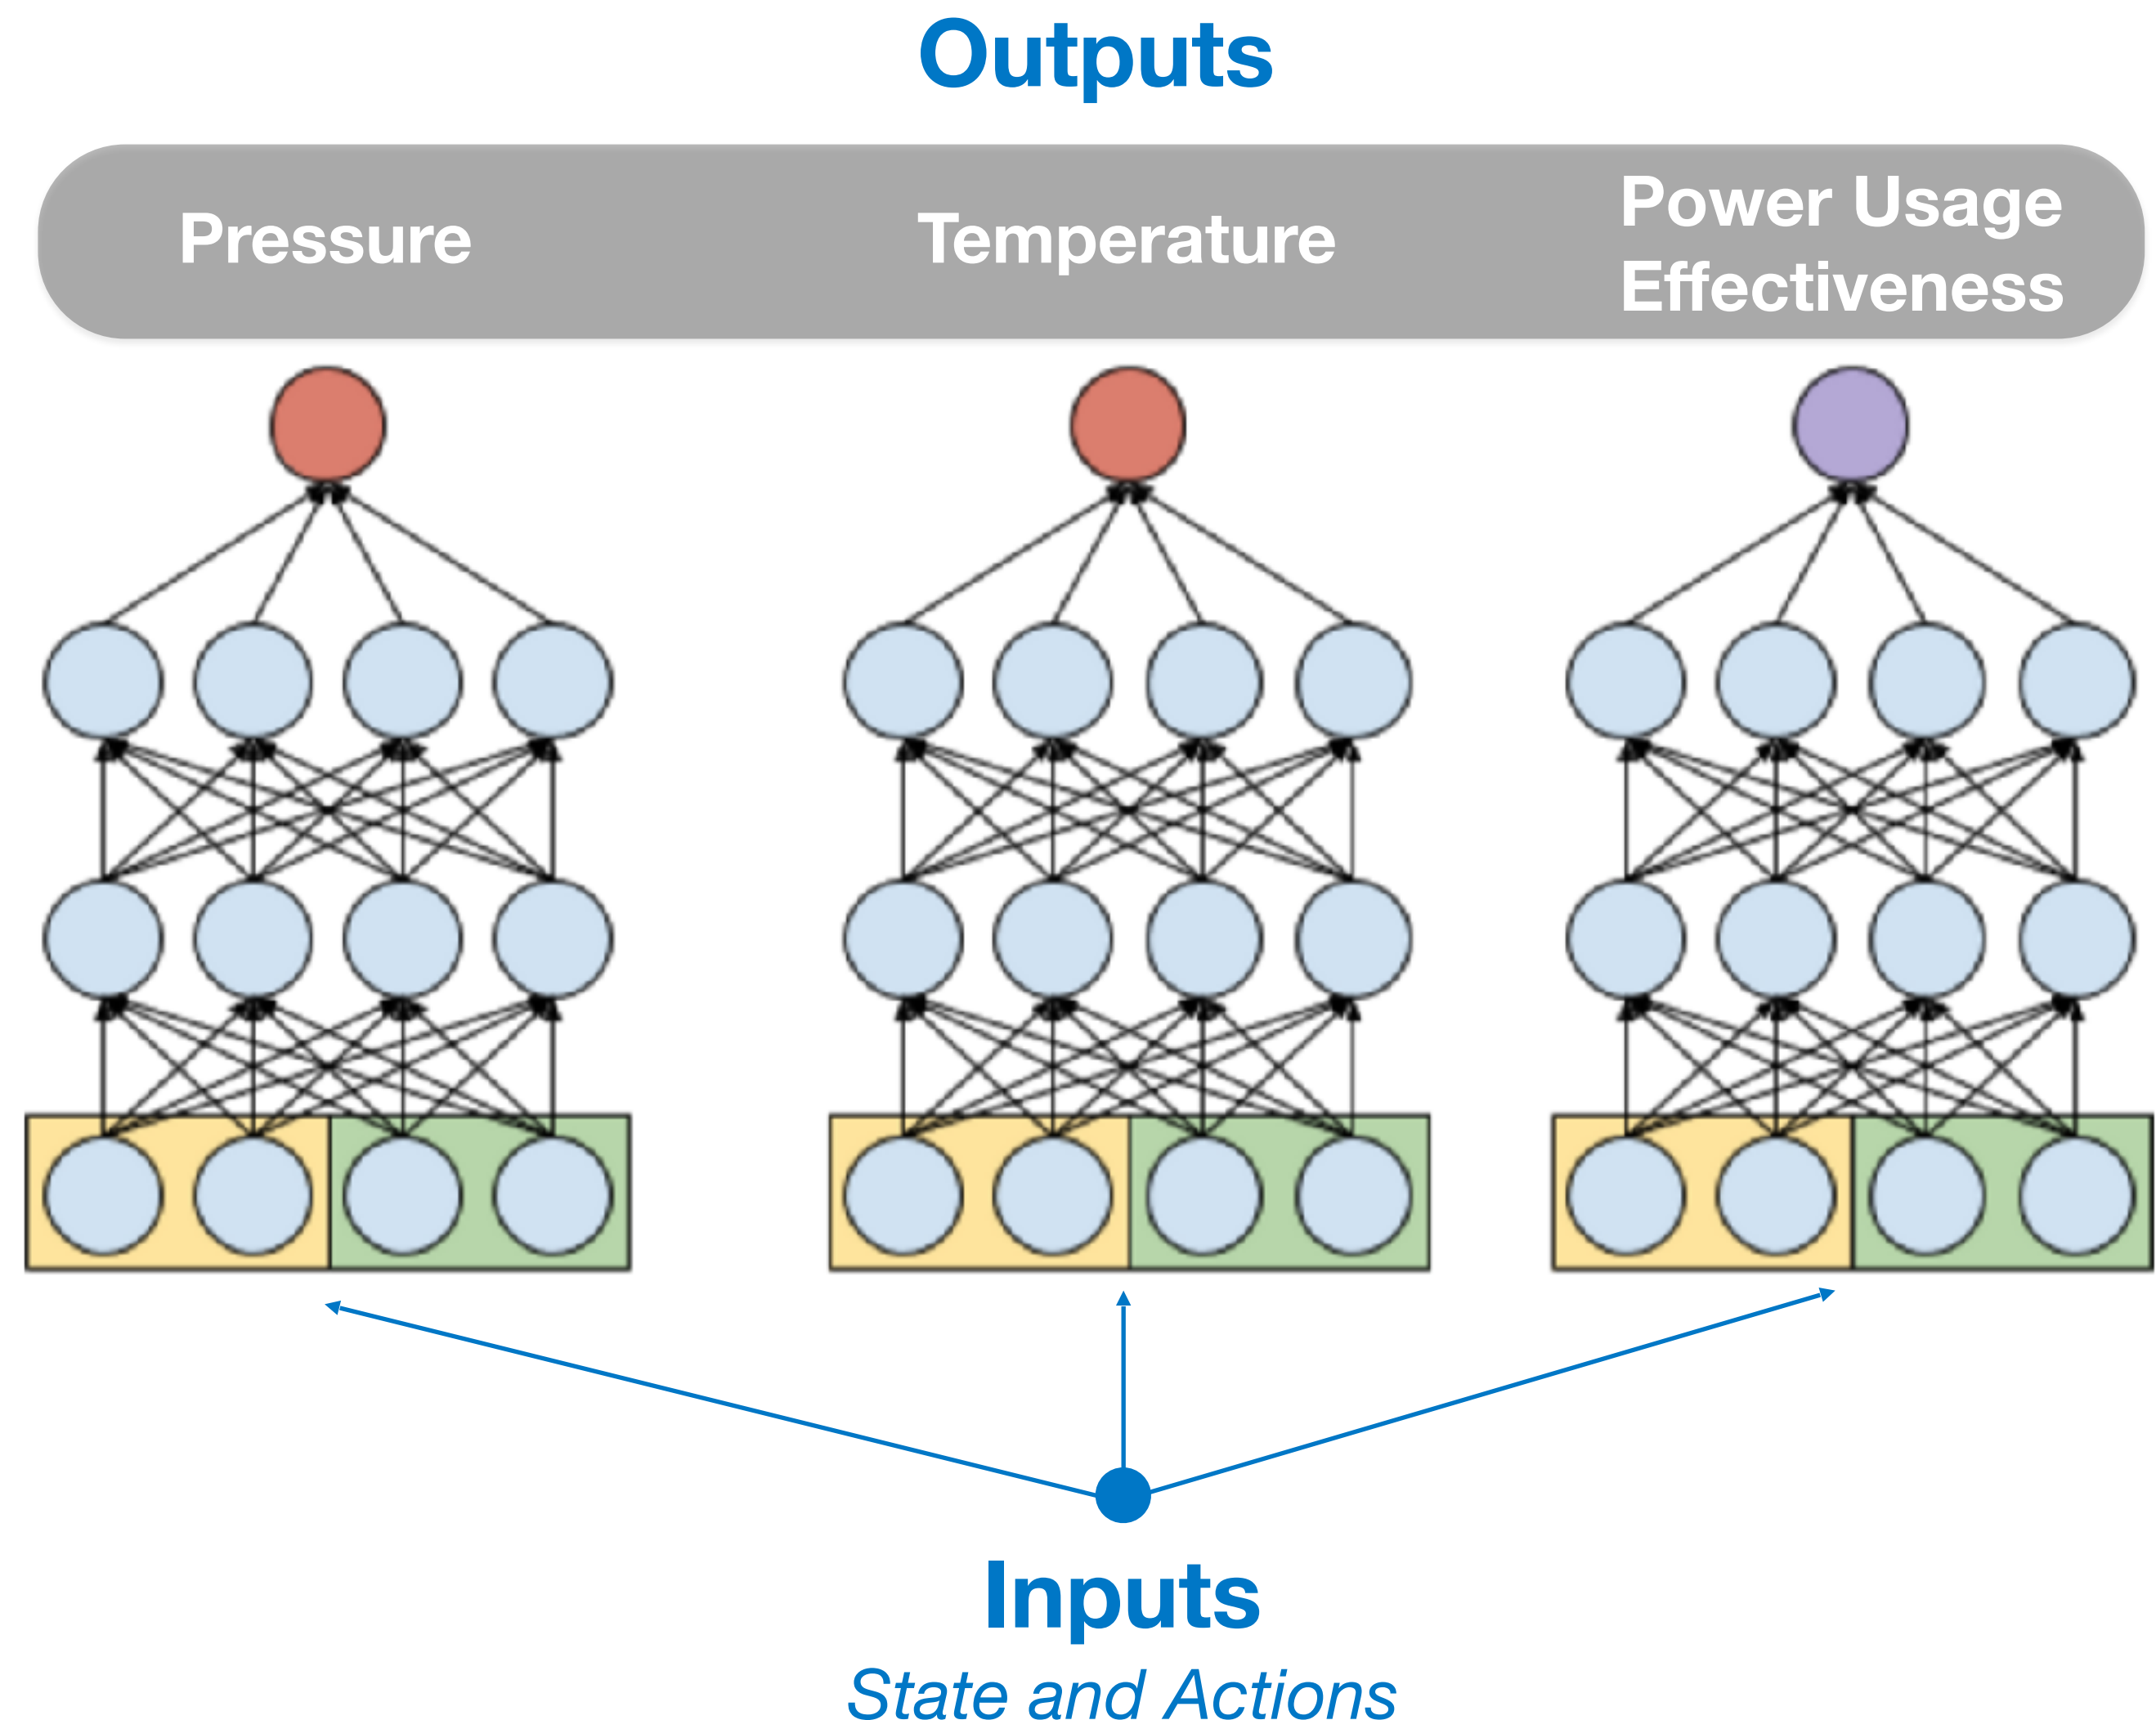 Outputs
Pressure
Temperature
Power Usage
Effectiveness
Inputs
State and Actions